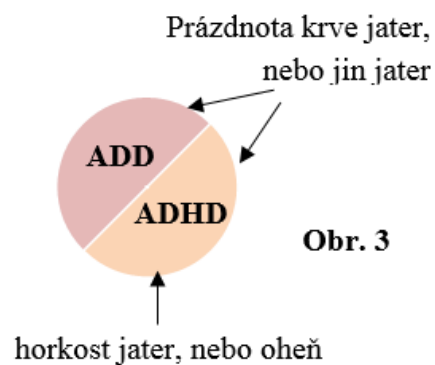 Prázdnota krve jater,
nebo jin jater
ADD
ADHD
Obr. 3
horkost jater, nebo oheň